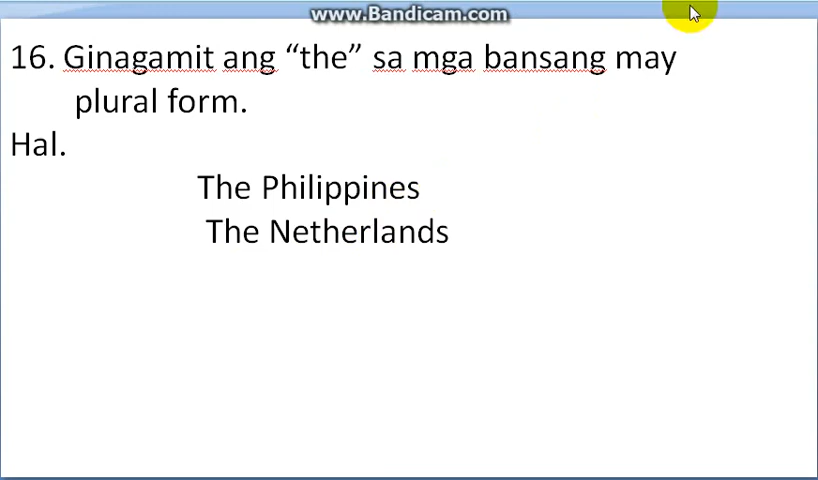 www.Bandicam.com
16. Ginagamit ang “the” sa mga bansang may
plural form.
Hal.
The Philippines
The Netherlands